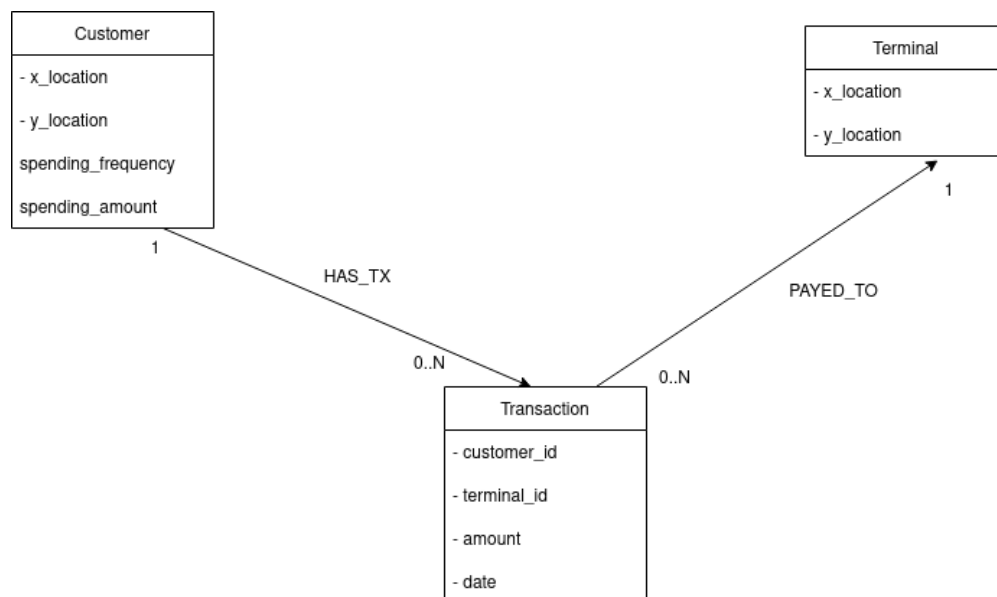 Customer
- x_location
- y_location
spending_frequency
spending_amount
1
Terminal
- x_location
- y_location
1
HAS_TX
PAYED_TO
0..N
0..N
Transaction
- customer_id
- terminal_id
- amount
- date